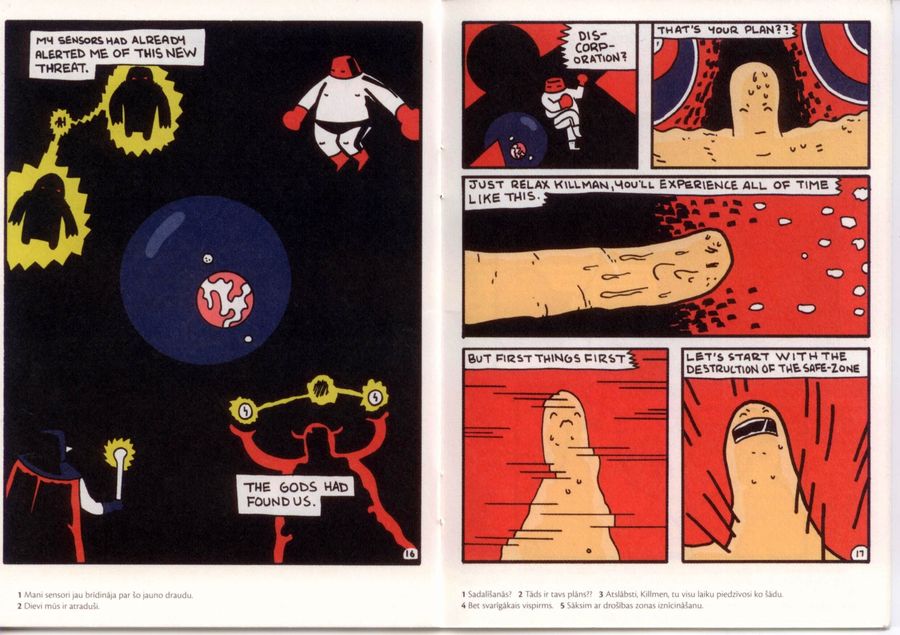 MY SENSORS HAD ALREADY
ALERTED ME OF THIS NEW
THREAT.
THE GODS HAD
FOUND US.
16
1 Mani sensori jau brīdināja par šo jauno draudu.
2 Dievi mūs ir atraduši.
DIS-
CORP-
ORATION?
THAT'S YOUR PLAN??
JUST RELAX KILLMAN, YOU'LL EXPERIENCE ALL OF TIME
LIKE THIS.
BUT FIRST THINGS FIRST
LET'S START WITH THE
DESTRUCTION OF THE SAFE-ZONE
17
1 Sadalīšanās? 2 Tāds ir tavs plāns?? 3 Atslābsti, Killmen, tu visu laiku piedzīvosi ko šādu.
4 Bet svarīgākais vispirms. 5 Sāksim ar drošības zonas iznīcināšanu.